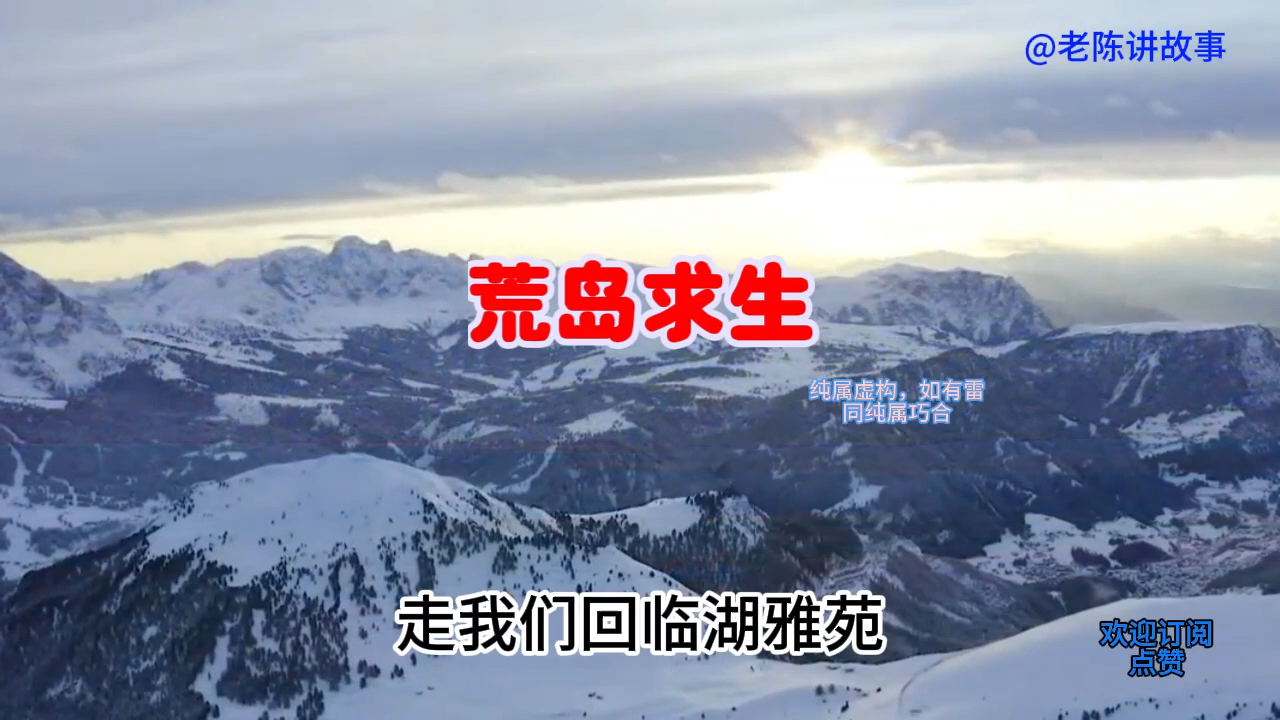 @老陈讲故事
荒岛求生
纯属虚构，如有雷
同纯属巧合
走我们回临湖雅苑
欢迎订阅
点赞